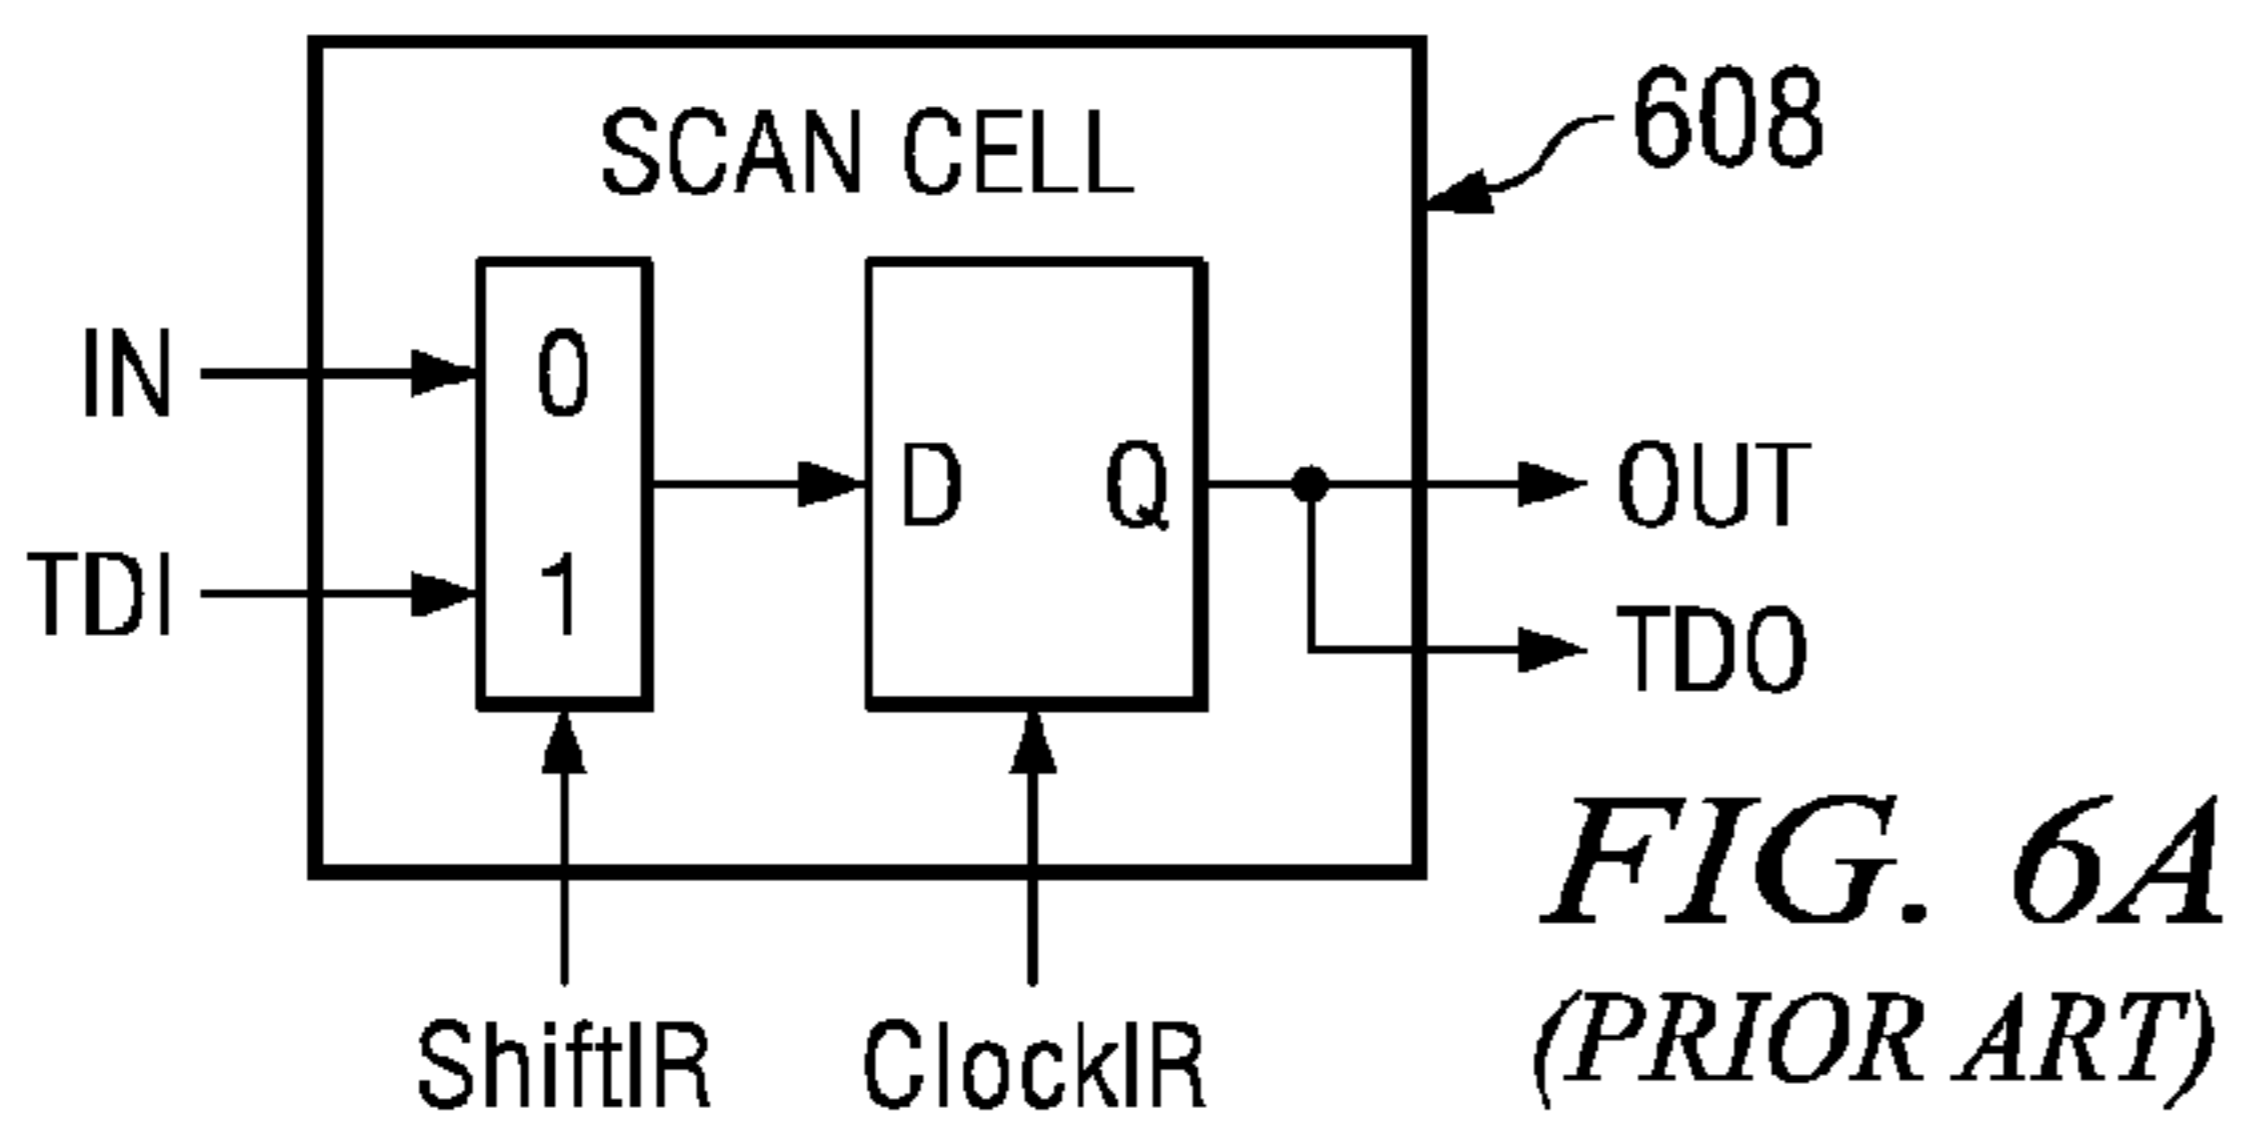 608
SCAN CELL
IN
0
D
Q
OUT
TDI
1
TDO
ShiftIR
ClockIR
FIG. 6A
(PRIOR ART)